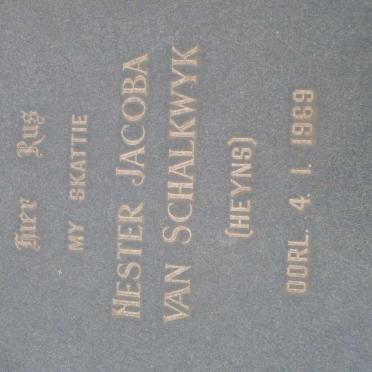 Hier Rus
MY SKATTIE
HESTER JACOBA
VAN SCHALKWYK
(HEYNS)
OORL. 4. 1. 1969